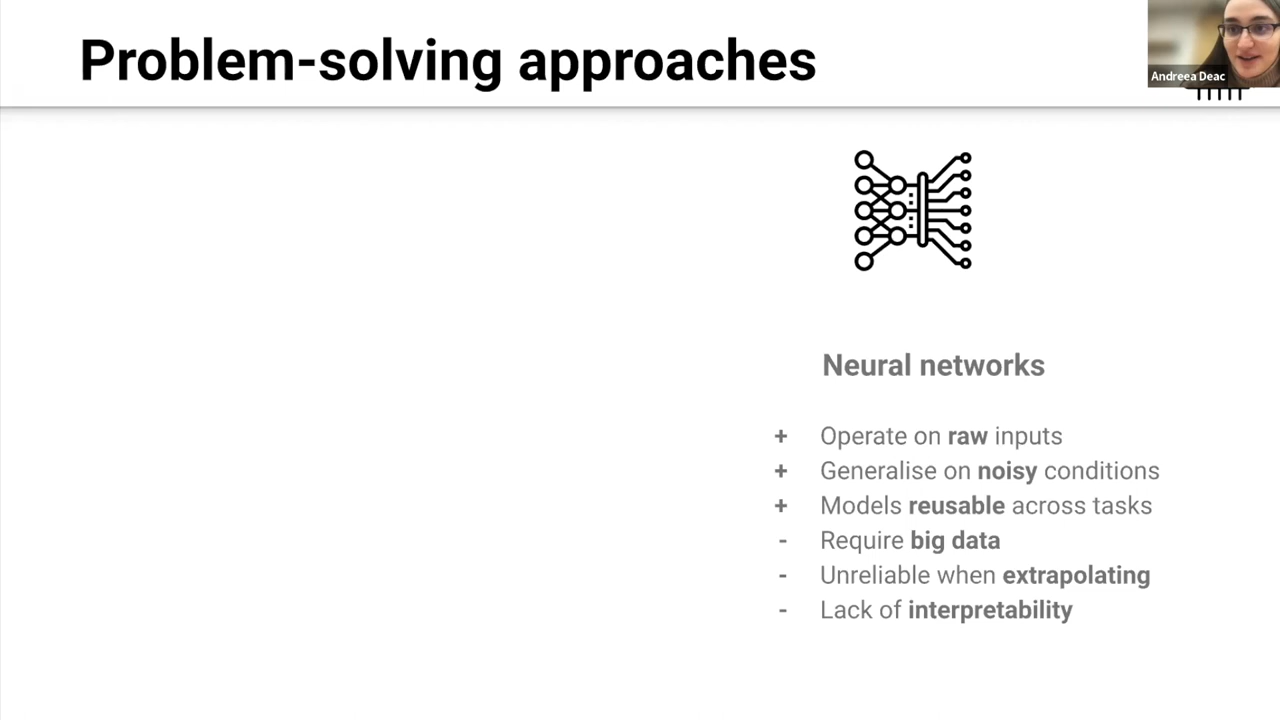 Problem-solving approaches
Andreea Deac
Neural networks
+ Operate on raw inputs
+ Generalise on noisy conditions
+ Models reusable across tasks
- Require big data
- Unreliable when extrapolating
- Lack of interpretability